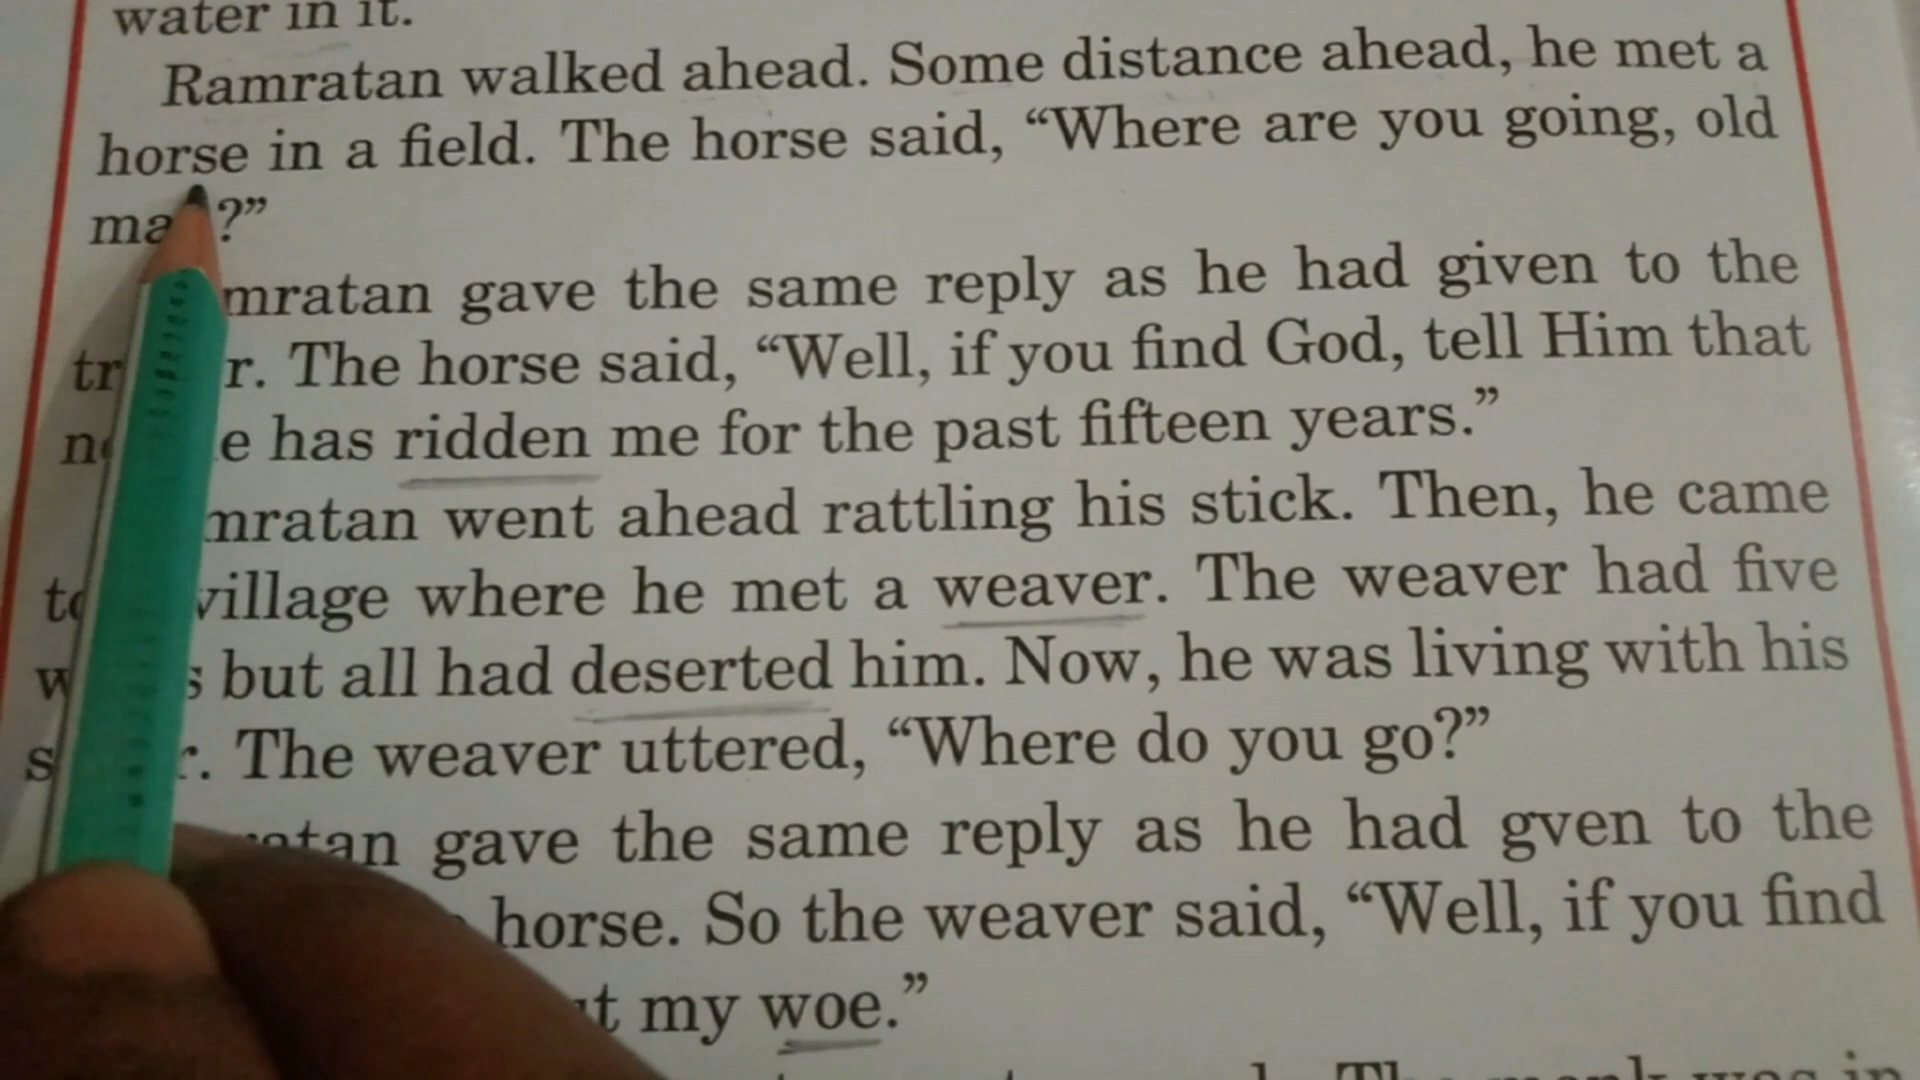 water in it.
Ramratan walked ahead. Some distance ahead, he met a
horse in a field. The horse said, “Where are you going, old
?”
gave the same reply as he had given to the
The horse said, “Well, if you find God, tell Him that
has ridden me for the past fifteen years.”
went ahead rattling his stick. Then, he came
village where he met a weaver. The weaver had five
but all had deserted him. Now, he was living with his
The weaver uttered, “Where do you go?”
gave the same reply as he had gven to the
horse. So the weaver said, “Well, if you find
my woe.”